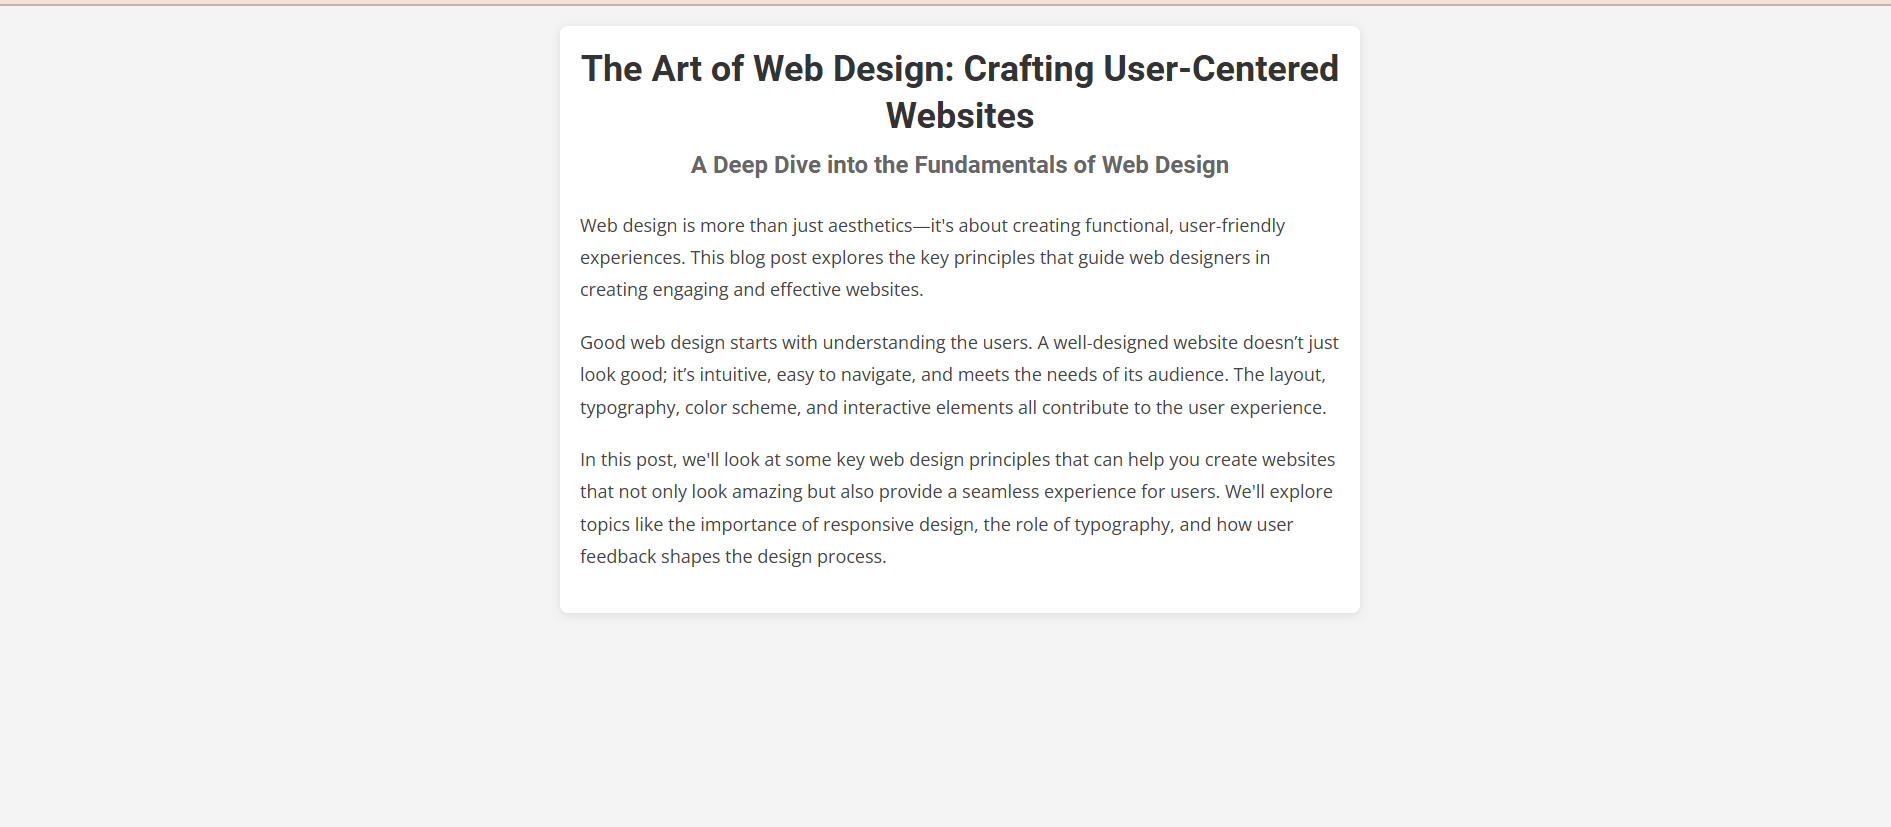 The Art of Web Design: Crafting User-Centered
Websites
A Deep Dive into the Fundamentals of Web Design
Web design is more than just aesthetics—it's about creating functional, user-friendly
experiences. This blog post explores the key principles that guide web designers in
creating engaging and effective websites.
Good web design starts with understanding the users. A well-designed website doesn’t just
look good; it’s intuitive, easy to navigate, and meets the needs of its audience. The layout,
typography, color scheme, and interactive elements all contribute to the user experience.
In this post, we'll look at some key web design principles that can help you create websites
that not only look amazing but also provide a seamless experience for users. We'll explore
topics like the importance of responsive design, the role of typography, and how user
feedback shapes the design process.